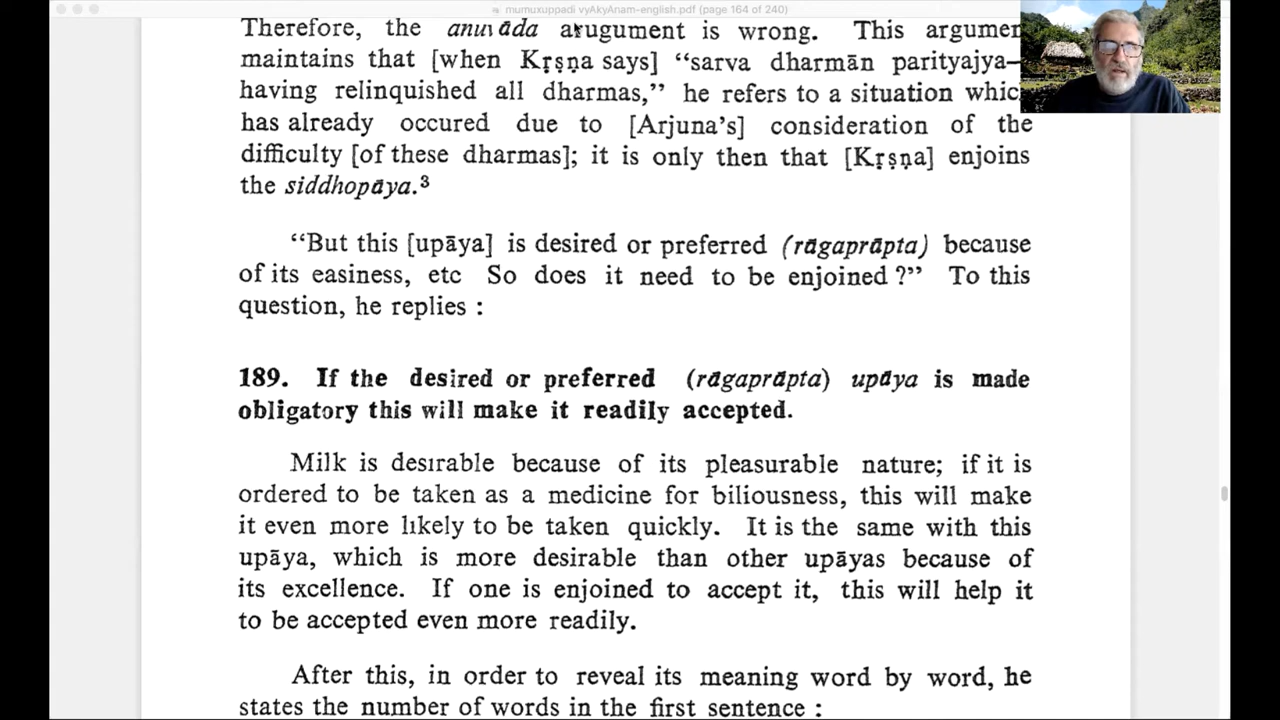 mumuxuppadi vyAkyAnam-english.pdf (page 164 of 240)
Therefore, the anuvāda arugument is wrong. This argumen
maintains that [when Kṛṣṇa says] “sarva dharmān parityajya—
having relinquished all dharmas,” he refers to a situation whic
has already occured due to [Arjuna’s] consideration of the
difficulty [of these dharmas]; it is only then that [Kṛṣṇa] enjoins
the siddhopāya.³
“But this [upāya] is desired or preferred (rāgaprāpta) because
of its easiness, etc So does it need to be enjoined ?” To this
question, he replies :
189. If the desired or preferred (rāgaprāpta) upāya is made
obligatory this will make it readily accepted.
Milk is desırable because of its pleasurable nature; if it is
ordered to be taken as a medicine for biliousness, this will make
it even more lıkely to be taken quickly. It is the same with this
upāya, which is more desirable than other upāyas because of
its excellence. If one is enjoined to accept it, this will help it
to be accepted even more readily.
After this, in order to reveal its meaning word by word, he
states the number of words in the first sentence :